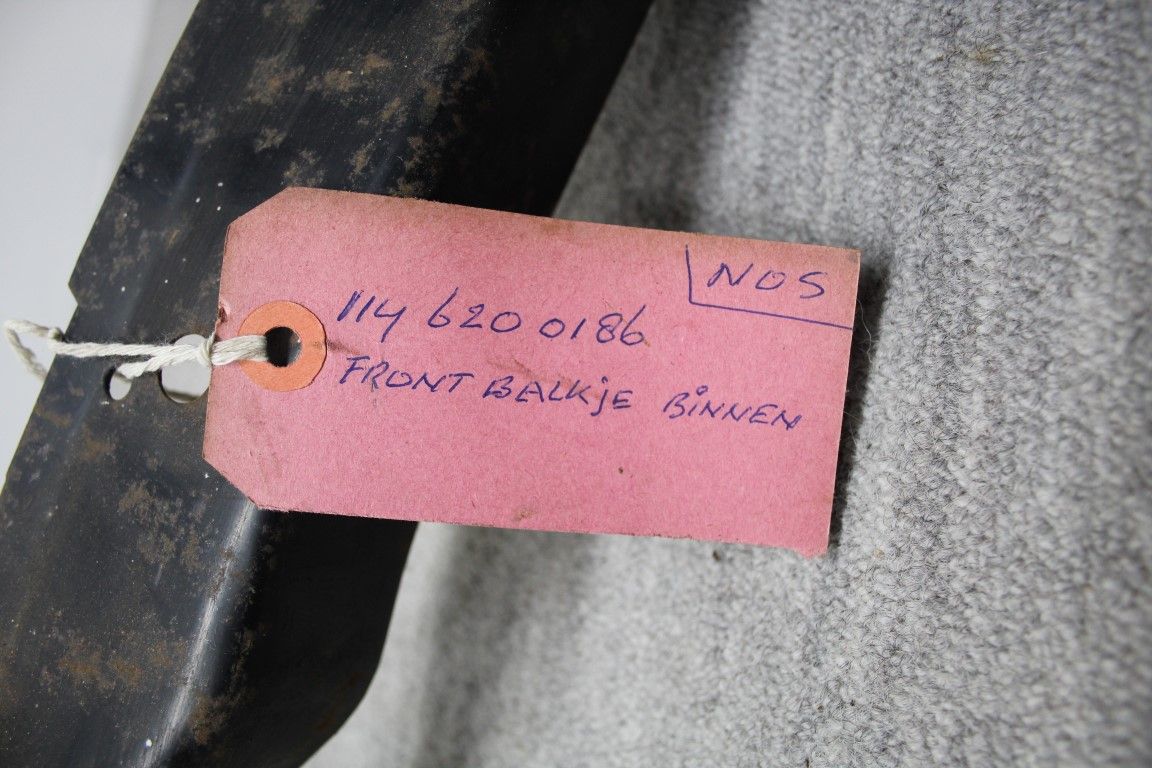 NOS
114 620 0186
FRONT BALKjE BINNEN